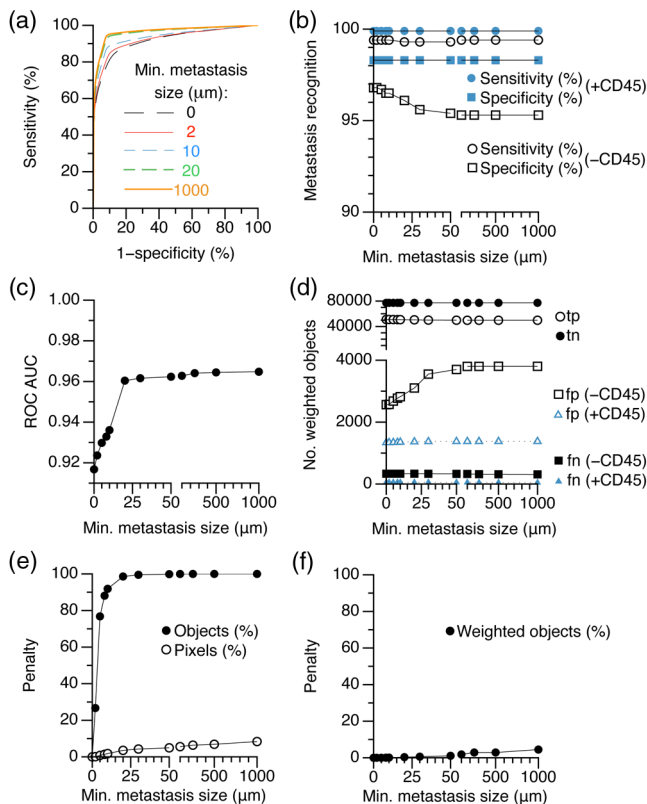 (a)
Sensitivity (%)
100
80
60
40
20
0
Min. metastasis
size (μm):
0
2
10
20
1000
0 20 40 60 80 100
1−specificity (%)
(b)
Metastasis recognition
100
95
90
Sensitivity (%)
Specificity (%)
(+CD45)
Sensitivity (%)
Specificity (%)
(−CD45)
0 25 50 500 1000
Min. metastasis size (μm)
(c)
ROC AUC
1.00
0.98
0.96
0.94
0.92
0 25 50 500 1000
Min. metastasis size (μm)
(d)
No. weighted objects
80000
40000
4000
2000
0
tp
tn
fp (−CD45)
fp (+CD45)
fn (−CD45)
fn (+CD45)
0 25 50 500 1000
Min. metastasis size (μm)
(e)
Penalty
100
80
60
40
20
0
Objects (%)
Pixels (%)
0 25 50 500 1000
Min. metastasis size (μm)
(f)
Penalty
100
80
60
40
20
0
Weighted objects (%)
0 25 50 500 1000
Min. metastasis size (μm)